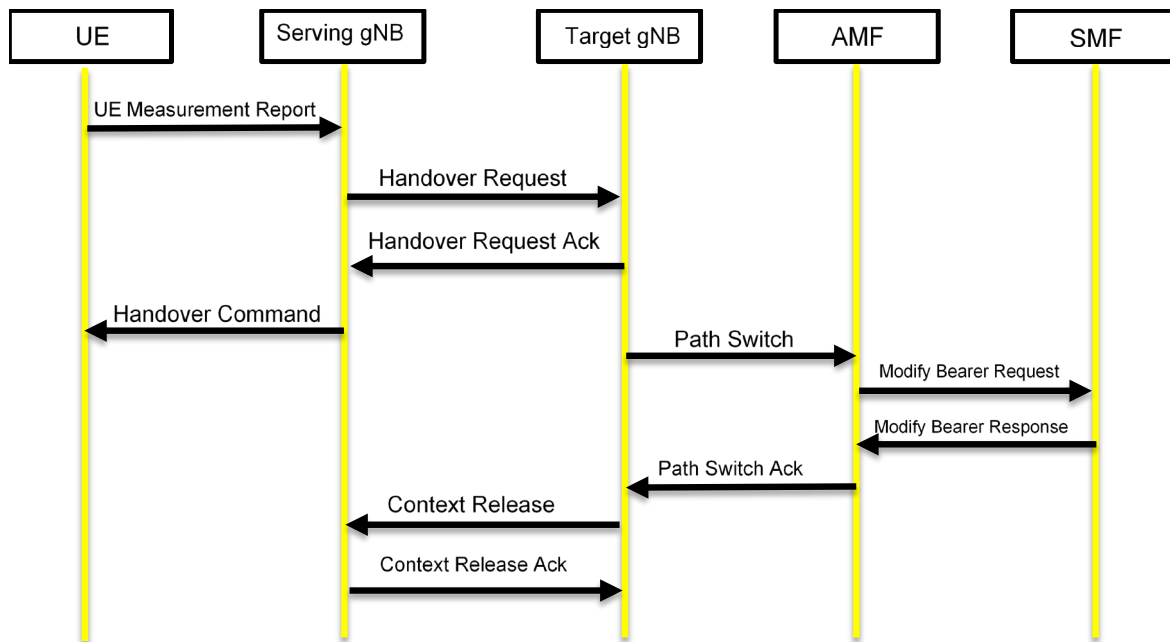 UE
Serving gNB
Target gNB
AMF
SMF
UE Measurement Report
Handover Request
Handover Request Ack
Handover Command
Path Switch
Modify Bearer Request
Modify Bearer Response
Path Switch Ack
Context Release
Context Release Ack